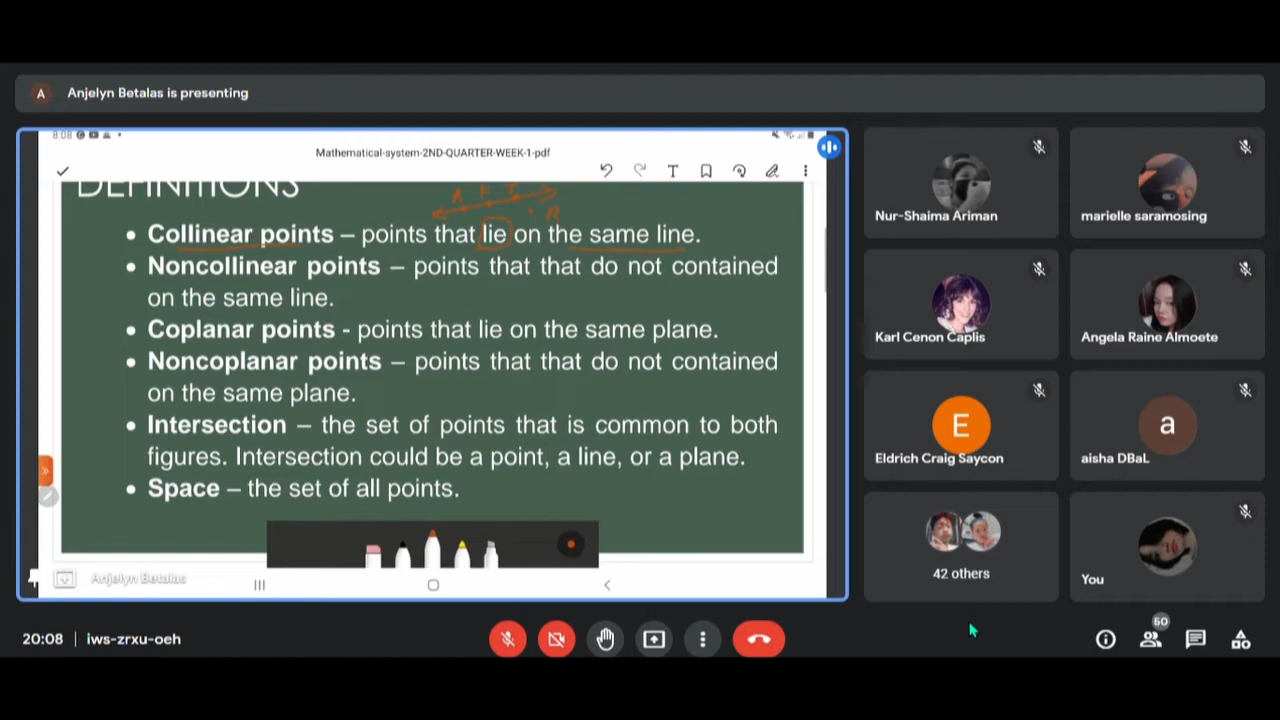 A Anjelyn Betalas is presenting
8:08
Mathematical-system-2ND-QUARTER-WEEK-1-pdf
T
DEFINITIONS
A F T
R
• Collinear points – points that lie on the same line.
• Noncollinear points – points that that do not contained
on the same line.
• Coplanar points - points that lie on the same plane.
• Noncoplanar points – points that that do not contained
on the same plane.
• Intersection – the set of points that is common to both
figures. Intersection could be a point, a line, or a plane.
• Space – the set of all points.
Anjelyn Betalas
Nur-Shaima Ariman
marielle saramosing
Karl Cenon Caplis
Angela Raine Almoete
E
Eldrich Craig Saycon
a
aisha DBaL
42 others
You
20:08 | iws-zrxu-oeh
60